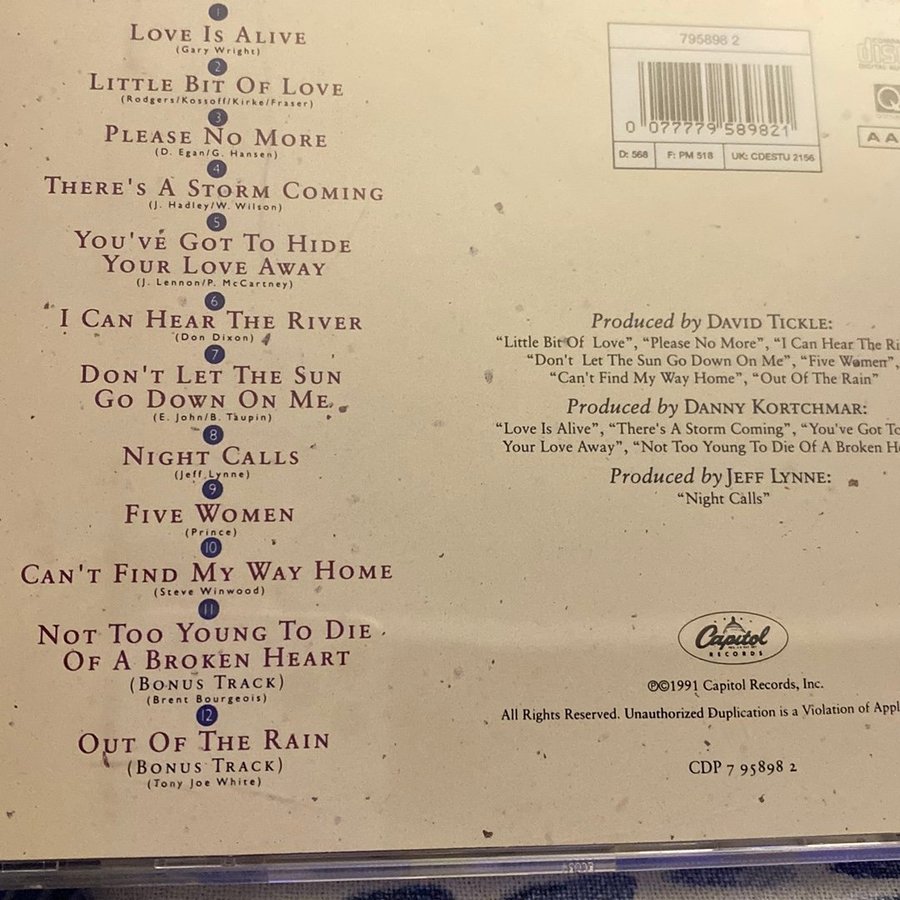 1
LOVE IS ALIVE
(Gary Wright)
2
LITTLE BIT OF LOVE
(Rodgers/Kossoff/Kirke/Fraser)
3
PLEASE NO MORE
(D. Egan/G. Hansen)
4
THERE'S A STORM COMING
(J. Hadley/W. Wilson)
5
YOU'VE GOT TO HIDE
YOUR LOVE AWAY
(J. Lennon/P. McCartney)
6
I CAN HEAR THE RIVER
(Don Dixon)
7
DON'T LET THE SUN
GO DOWN ON ME
(E. John/B. Taupin)
8
NIGHT CALLS
(Jeff Lynne)
9
FIVE WOMEN
(Prince)
10
CAN'T FIND MY WAY HOME
(Steve Winwood)
11
NOT TOO YOUNG TO DIE
OF A BROKEN HEART
(BONUS TRACK)
(Brent Bourgeois)
12
OUT OF THE RAIN
(BONUS TRACK)
(Tony Joe White)
795898 2
0 077779 589821
D: 568 F: PM 518 UK: CDESTU 2156
AA
Produced by DAVID TICKLE:
"Little Bit Of Love", "Please No More", "I Can Hear The Ri
"Don't Let The Sun Go Down On Me", "Five Women",
"Can't Find My Way Home", "Out Of The Rain"
Produced by DANNY KORTCHMAR:
"Love Is Alive", "There's A Storm Coming", "You've Got To
Your Love Away", "Not Too Young To Die Of A Broken He
Produced by JEFF LYNNE:
"Night Calls"
Capitol
RECORDS
℗©1991 Capitol Records, Inc.
All Rights Reserved. Unauthorized Duplication is a Violation of Appl
CDP 7 95898 2